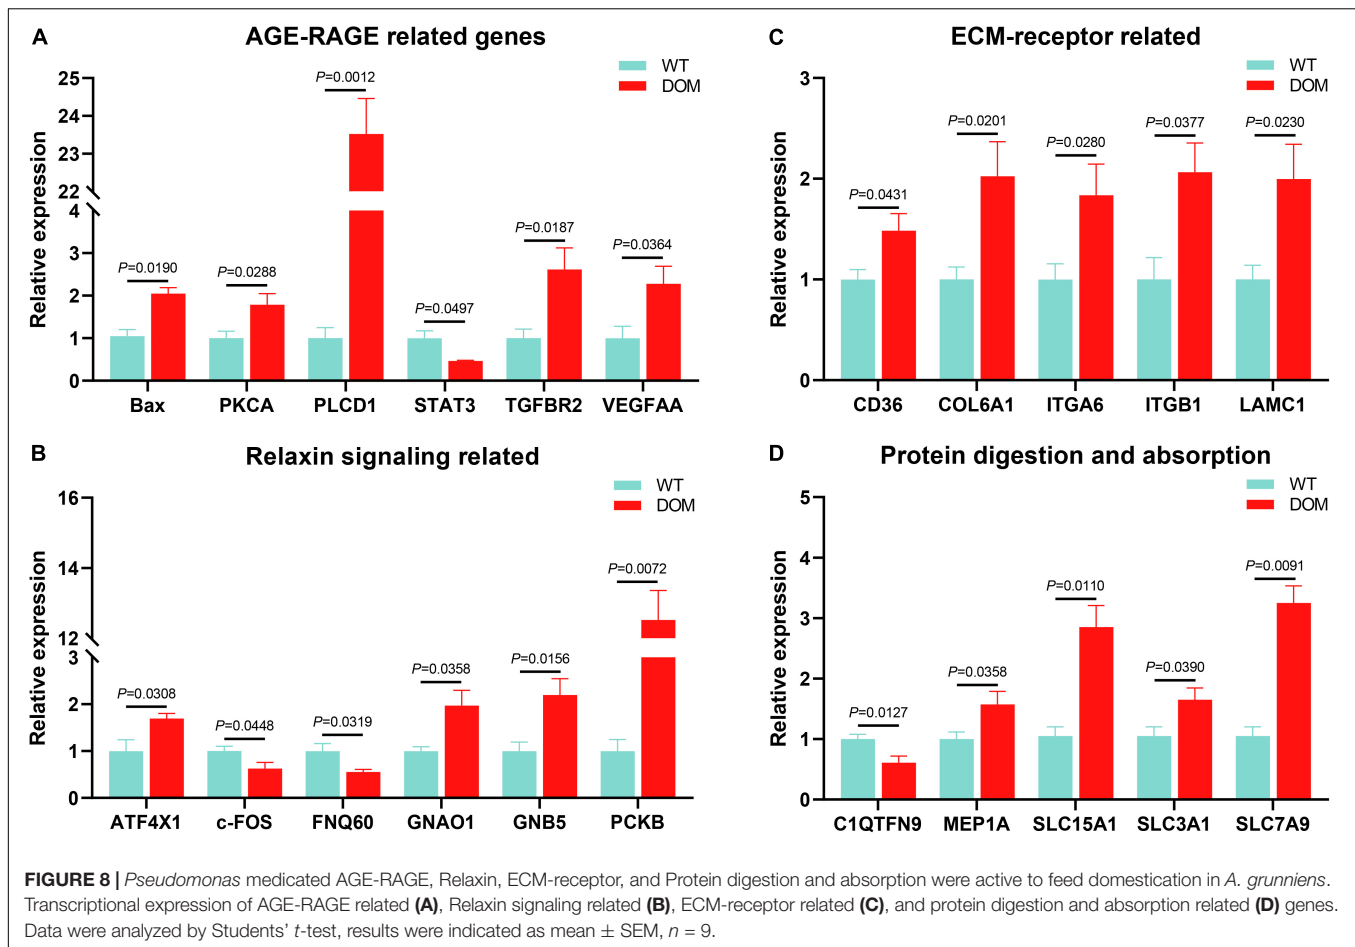 A
AGE-RAGE related genes
WT
DOM
Relative expression
25
24
23
22
4
3
2
1
0
P=0.0190
P=0.0288
P=0.0012
P=0.0497
P=0.0187
P=0.0364
Bax PKCA PLCD1 STAT3 TGFBR2 VEGFAA
B
Relaxin signaling related
WT
DOM
Relative expression
16
14
12
3
2
1
0
P=0.0308
P=0.0448
P=0.0319
P=0.0358
P=0.0156
P=0.0072
ATF4X1 c-FOS FNQ60 GNAO1 GNB5 PCKB
C
ECM-receptor related
WT
DOM
Relative expression
3
2
1
0
P=0.0431
P=0.0201
P=0.0280
P=0.0377
P=0.0230
CD36 COL6A1 ITGA6 ITGB1 LAMC1
D
Protein digestion and absorption
WT
DOM
Relative expression
5
4
3
2
1
0
P=0.0127
P=0.0358
P=0.0110
P=0.0390
P=0.0091
C1QTFN9 MEP1A SLC15A1 SLC3A1 SLC7A9
FIGURE 8 | Pseudomonas medicated AGE-RAGE, Relaxin, ECM-receptor, and Protein digestion and absorption were active to feed domestication in A. grunniens.
Transcriptional expression of AGE-RAGE related (A), Relaxin signaling related (B), ECM-receptor related (C), and protein digestion and absorption related (D) genes.
Data were analyzed by Students' t-test, results were indicated as mean ± SEM, n = 9.